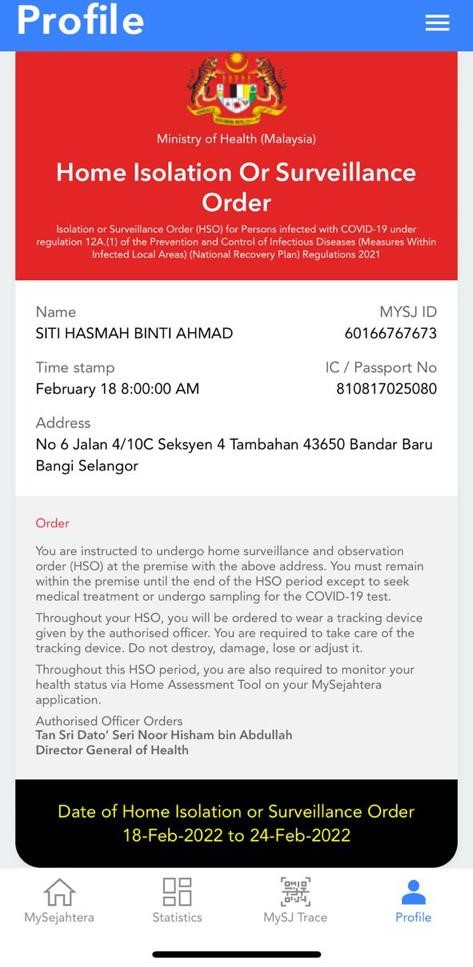 Profile
Ministry of Health (Malaysia)
Home Isolation Or Surveillance
Order
Isolation or Surveillance Order (HSO) for Persons infected with COVID-19 under
regulation 12A.(1) of the Prevention and Control of Infectious Diseases (Measures Within
Infected Local Areas) (National Recovery Plan) Regulations 2021
Name MYSJ ID
SITI HASMAH BINTI AHMAD 60166767673
Time stamp IC / Passport No
February 18 8:00:00 AM 810817025080
Address
No 6 Jalan 4/10C Seksyen 4 Tambahan 43650 Bandar Baru
Bangi Selangor
Order
You are instructed to undergo home surveillance and observation
order (HSO) at the premise with the above address. You must remain
within the premise until the end of the HSO period except to seek
medical treatment or undergo sampling for the COVID-19 test.
Throughout your HSO, you will be ordered to wear a tracking device
given by the authorised officer. You are required to take care of the
tracking device. Do not destroy, damage, lose or adjust it.
Throughout this HSO period, you are also required to monitor your
health status via Home Assessment Tool on your MySejahtera
application.
Authorised Officer Orders
Tan Sri Dato' Seri Noor Hisham bin Abdullah
Director General of Health
Date of Home Isolation or Surveillance Order
18-Feb-2022 to 24-Feb-2022
MySejahtera Statistics MySJ Trace Profile